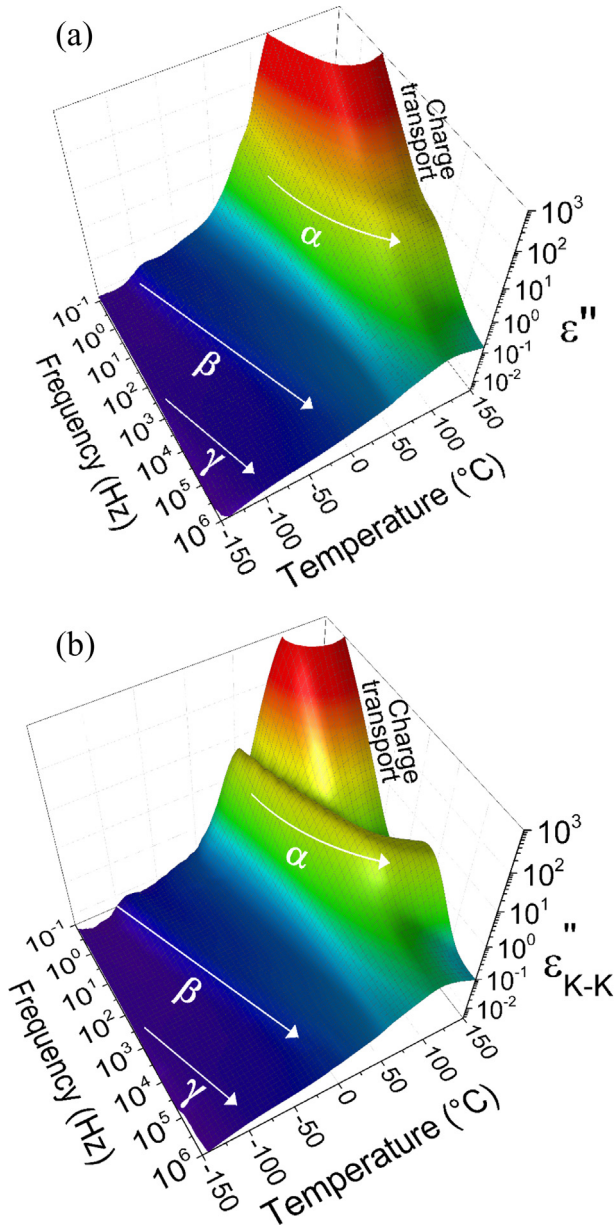 (a)
Charge
transport
α
β
γ
10³
10²
10¹
10⁰
10⁻¹
10⁻²
ε"
10⁻¹
10⁰
10¹
10²
10³
10⁴
10⁵
10⁶
Frequency (Hz)
-150
-100
-50
0
50
100
150
Temperature (°C)
(b)
Charge
transport
α
β
γ
10³
10²
10¹
10⁰
10⁻¹
10⁻²
ε"K-K
10⁻¹
10⁰
10¹
10²
10³
10⁴
10⁵
10⁶
Frequency (Hz)
-150
-100
-50
0
50
100
150
Temperature (°C)